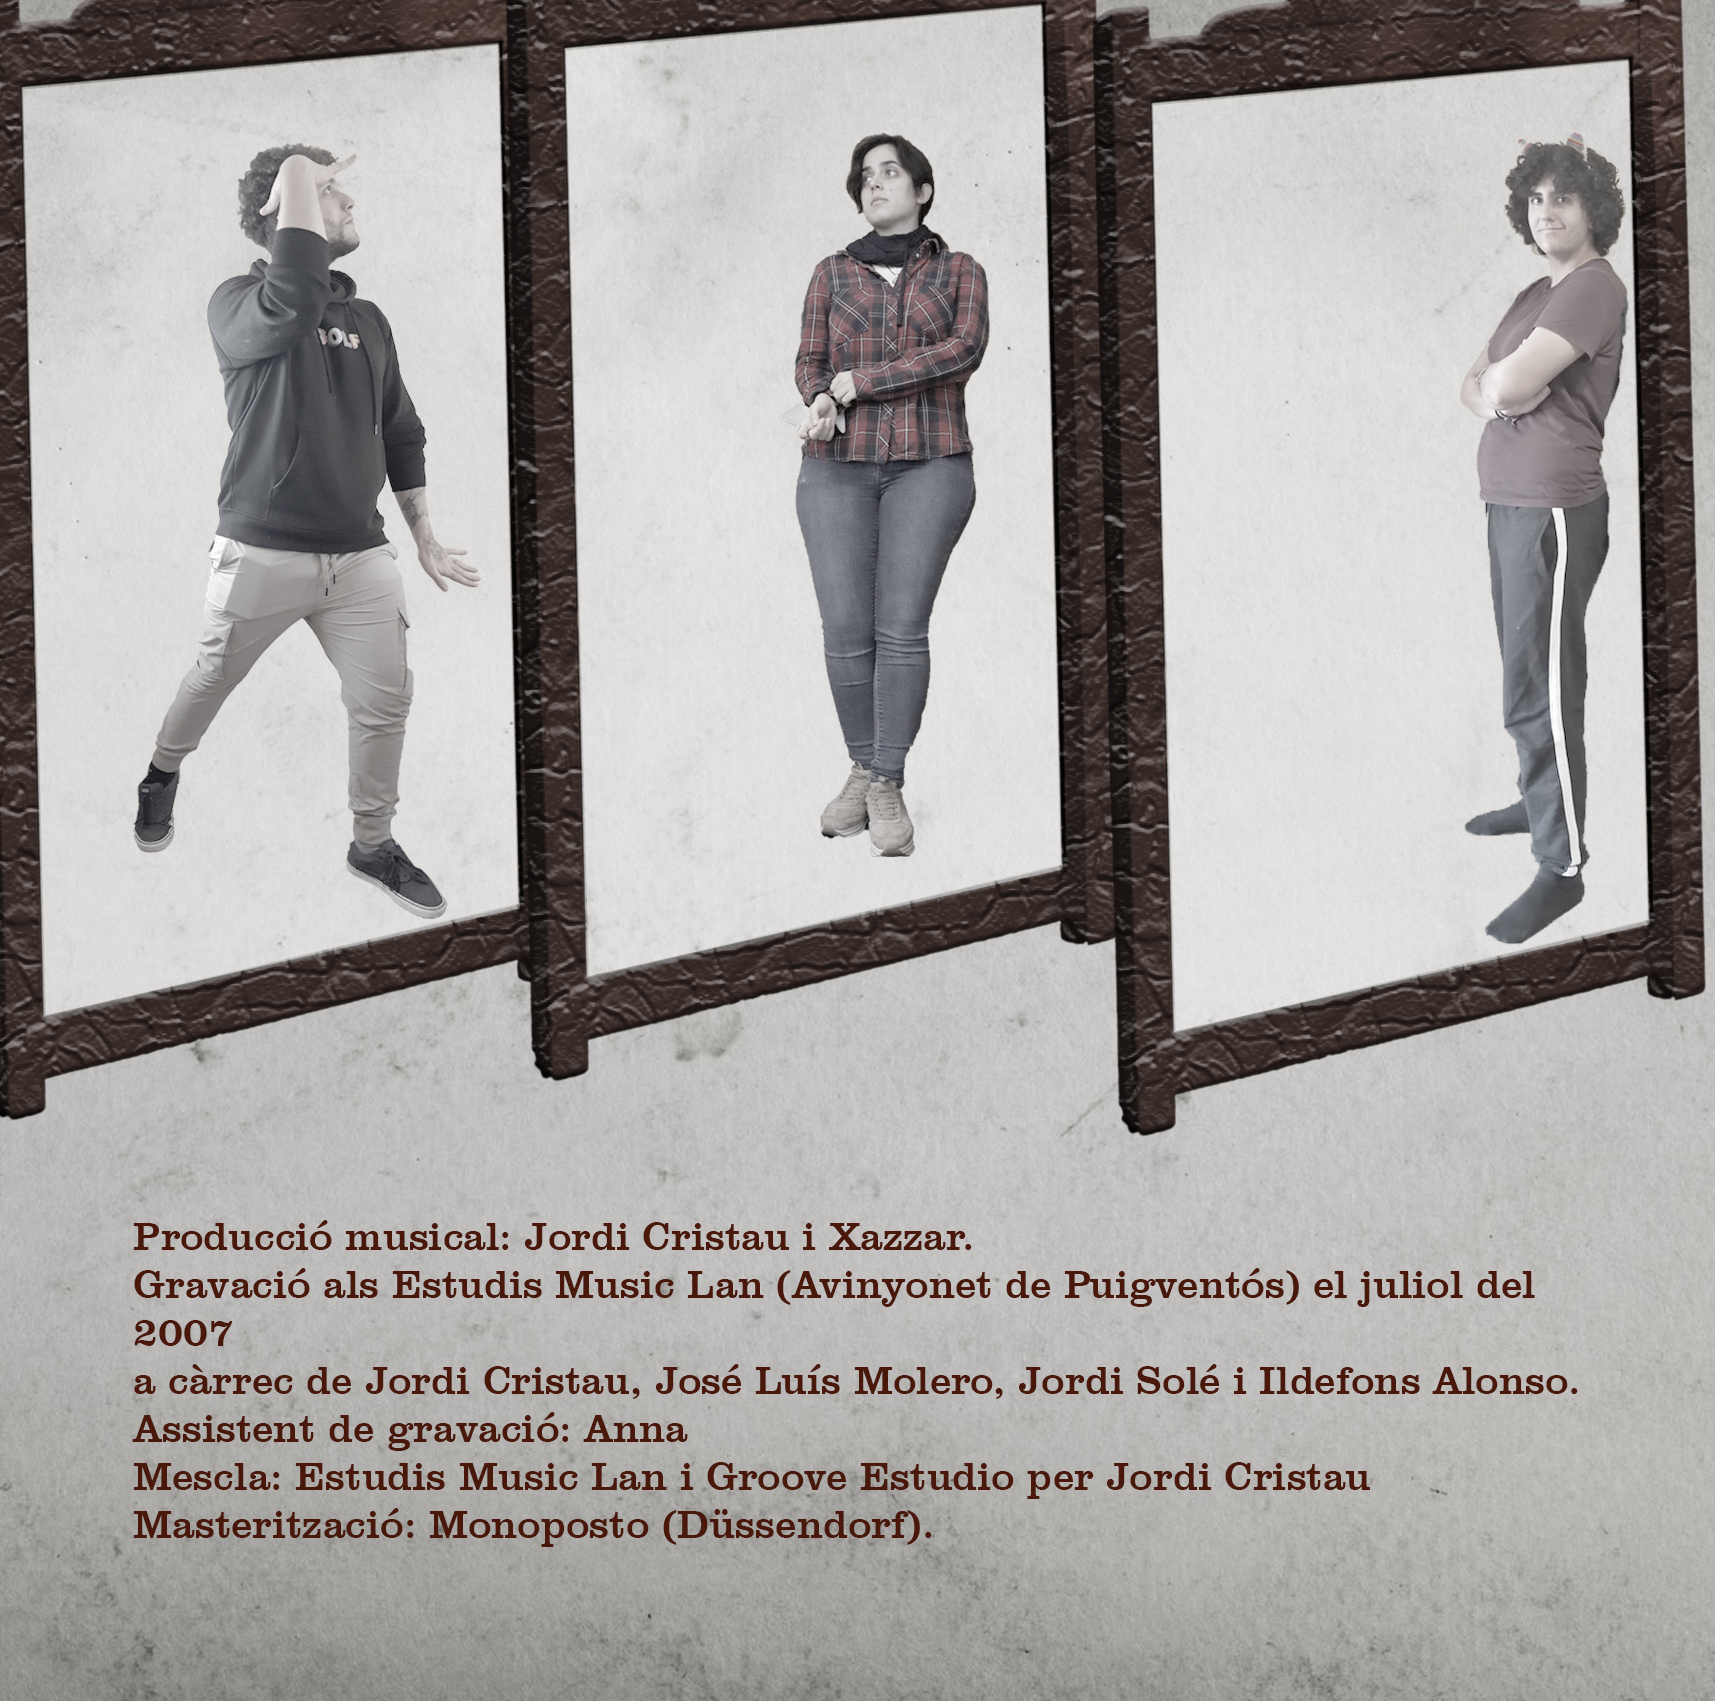 BOLF
Producció musical: Jordi Cristau i Xazzar.
Gravació als Estudis Music Lan (Avinyonet de Puigventós) el juliol del
2007
a càrrec de Jordi Cristau, José Luís Molero, Jordi Solé i Ildefons Alonso.
Assistent de gravació: Anna
Mescla: Estudis Music Lan i Groove Estudio per Jordi Cristau
Masterització: Monoposto (Düssendorf).